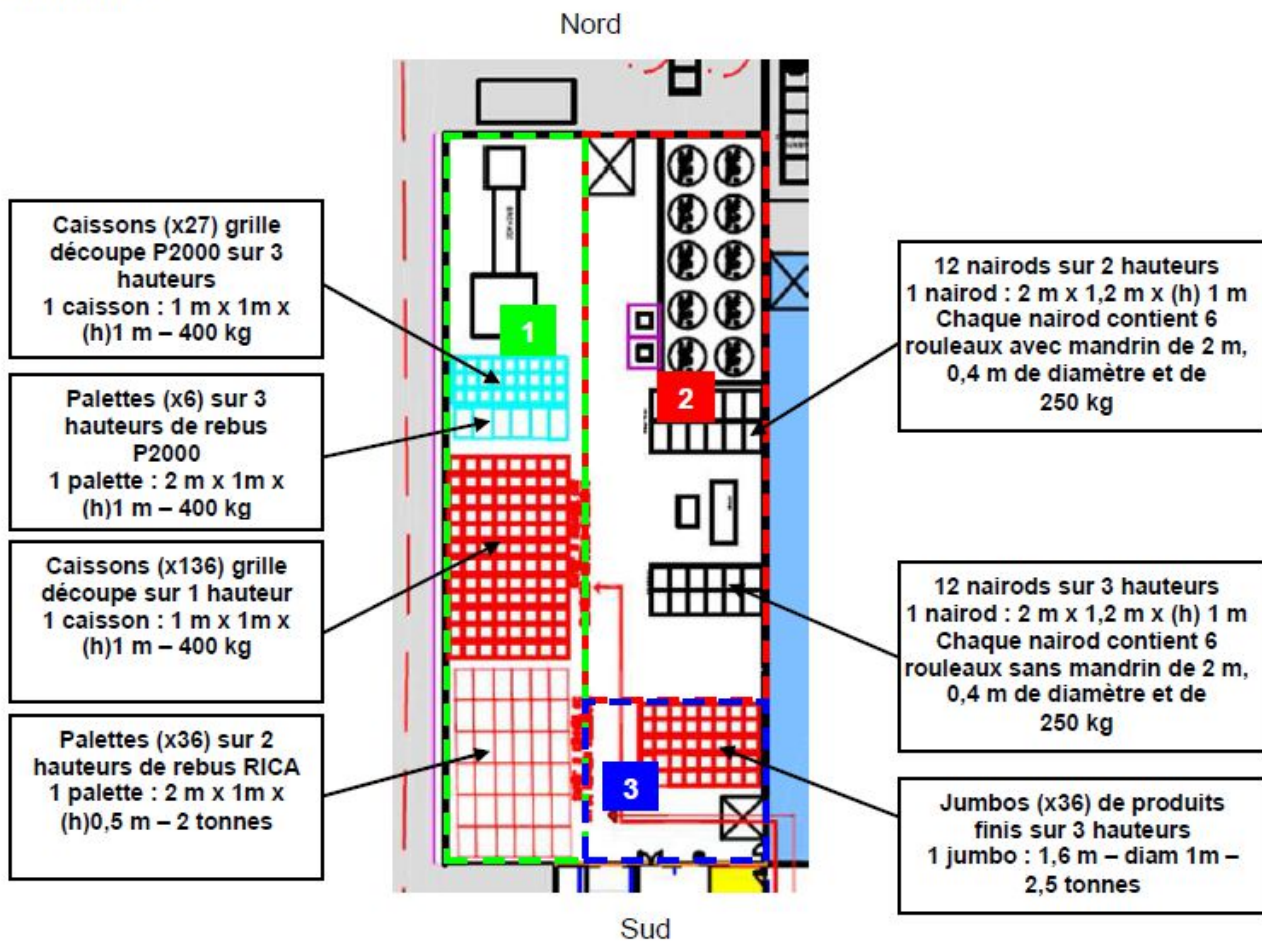 Nord
Caissons (x27) grille
découpe P2000 sur 3
hauteurs
1 caisson : 1 m x 1m x
(h)1 m – 400 kg
Palettes (x6) sur 3
hauteurs de rebus
P2000
1 palette : 2 m x 1m x
(h)1 m – 400 kg
Caissons (x136) grille
découpe sur 1 hauteur
1 caisson : 1 m x 1m x
(h)1 m – 400 kg
Palettes (x36) sur 2
hauteurs de rebus RICA
1 palette : 2 m x 1m x
(h)0,5 m – 2 tonnes
1
2
3
12 nairods sur 2 hauteurs
1 nairod : 2 m x 1,2 m x (h) 1 m
Chaque nairod contient 6
rouleaux avec mandrin de 2 m,
0,4 m de diamètre et de
250 kg
12 nairods sur 3 hauteurs
1 nairod : 2 m x 1,2 m x (h) 1 m
Chaque nairod contient 6
rouleaux sans mandrin de 2 m,
0,4 m de diamètre et de
250 kg
Jumbos (x36) de produits
finis sur 3 hauteurs
1 jumbo : 1,6 m – diam 1m –
2,5 tonnes
Sud